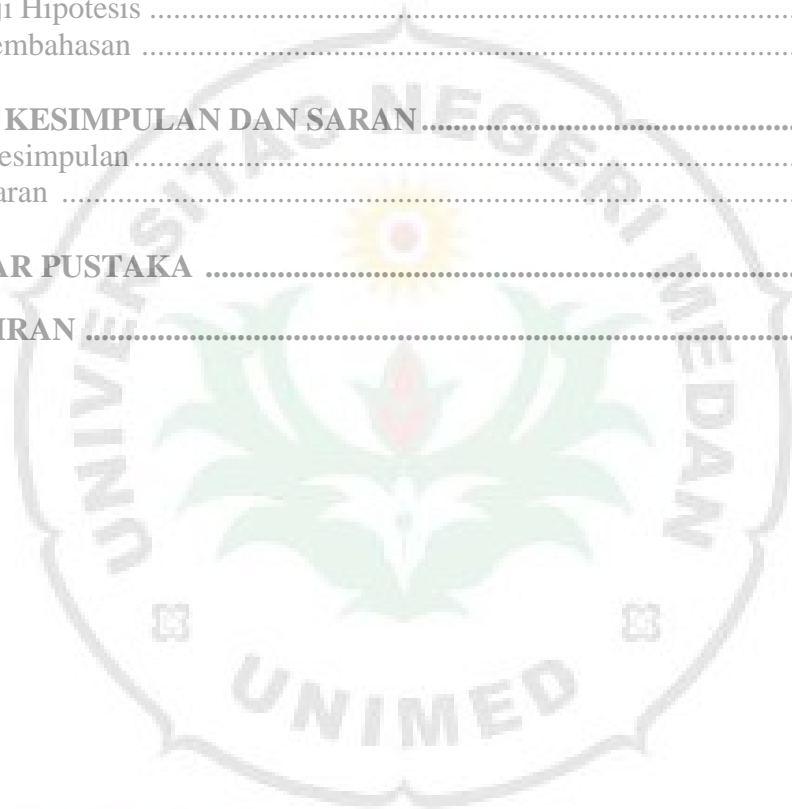 ji Hipotesis ........................................................................................
embahasan ........................................................................................
KESIMPULAN DAN SARAN ..................................................
esimpulan ........................................................................................
aran ........................................................................................
AR PUSTAKA ........................................................................
IRAN ........................................................................................
UNIVERSITAS NEGERI MEDAN
UNIMED